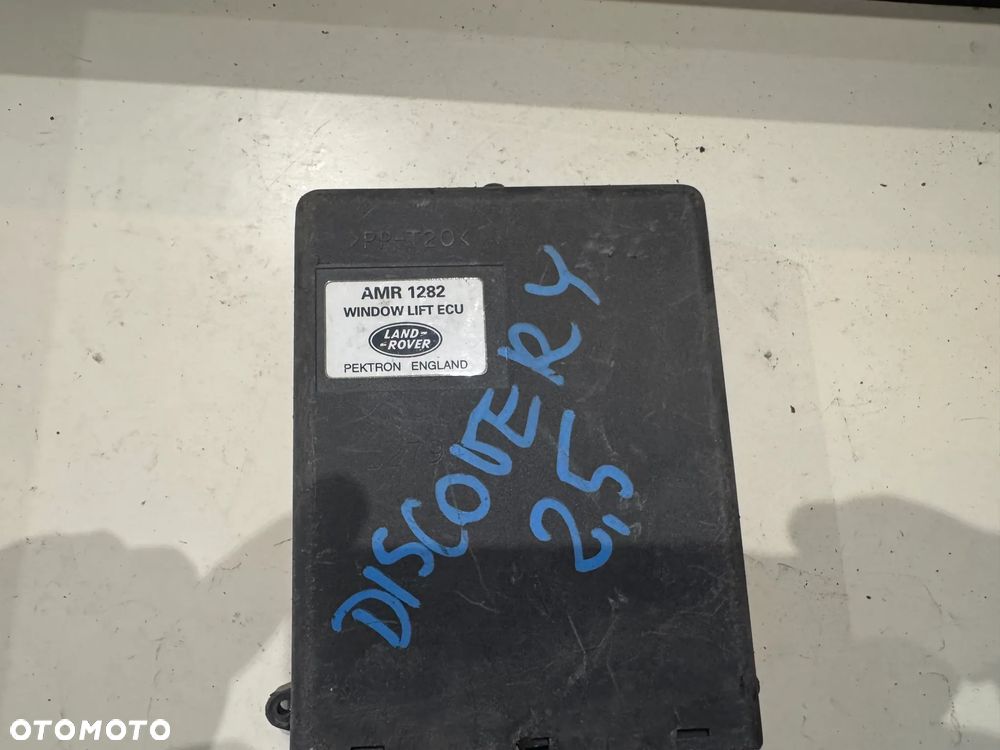 >PP-T20<
AMR 1282
WINDOW LIFT ECU
LAND-
-ROVER
PEKTRON ENGLAND
DISCOVERY
2,5
OTOMOTO